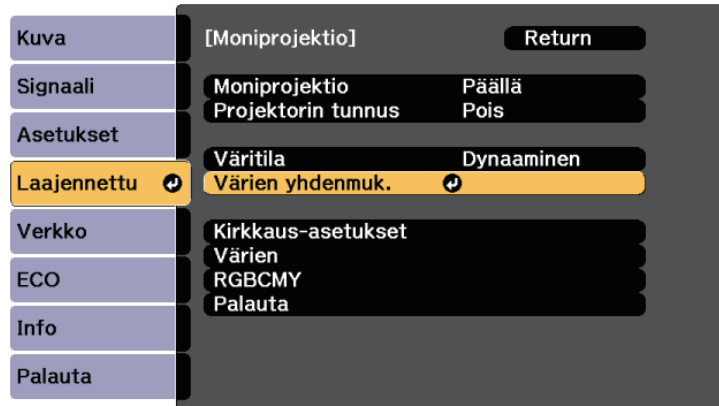 Kuva
Signaali
Asetukset
Laajennettu
Verkko
ECO
Info
Palauta
[Moniprojektio] Return
Moniprojektio Päällä
Projektorin tunnus Pois
Väritila Dynaaminen
Värien yhdenmuk.
Kirkkaus-asetukset
Värien
RGBCMY
Palauta